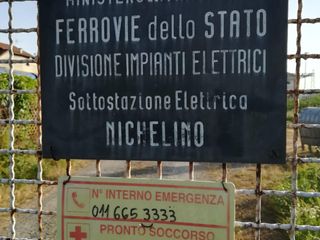 FERROVIE dello STATO
DIVISIONE IMPIANTI ELETTRICI
Sottostazione Elettrica
NICHELINO
N° INTERNO EMERGENZA
011 665 3333
PRONTO SOCCORSO